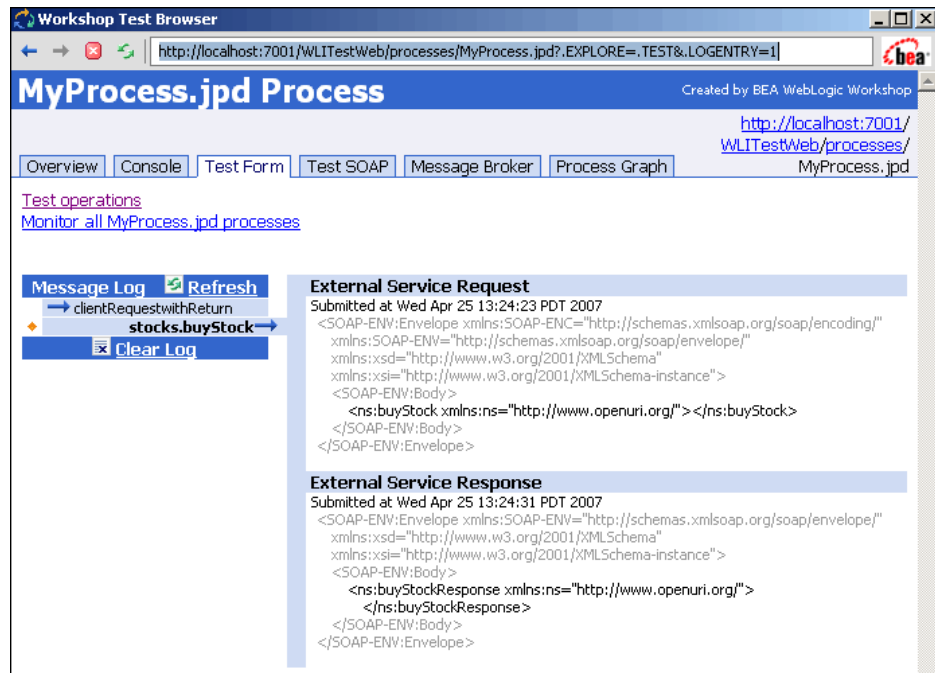 Workshop Test Browser
http://localhost:7001/WLITestWeb/processes/MyProcess.jpd?.EXPLORE=.TEST&.LOGENTRY=1
bea
MyProcess.jpd Process
Created by BEA WebLogic Workshop
http://localhost:7001/
WLITestWeb/processes/
Overview Console Test Form Test SOAP Message Broker Process Graph MyProcess.jpd
Test operations
Monitor all MyProcess.jpd processes
Message Log Refresh
clientRequestwithReturn
stocks.buyStock
Clear Log
External Service Request
Submitted at Wed Apr 25 13:24:23 PDT 2007
<SOAP-ENV:Envelope xmlns:SOAP-ENC="http://schemas.xmlsoap.org/soap/encoding/"
xmlns:SOAP-ENV="http://schemas.xmlsoap.org/soap/envelope/"
xmlns:xsd="http://www.w3.org/2001/XMLSchema"
xmlns:xsi="http://www.w3.org/2001/XMLSchema-instance">
<SOAP-ENV:Body>
<ns:buyStock xmlns:ns="http://www.openuri.org/"></ns:buyStock>
</SOAP-ENV:Body>
</SOAP-ENV:Envelope>
External Service Response
Submitted at Wed Apr 25 13:24:31 PDT 2007
<SOAP-ENV:Envelope xmlns:SOAP-ENV="http://schemas.xmlsoap.org/soap/envelope/"
xmlns:xsd="http://www.w3.org/2001/XMLSchema"
xmlns:xsi="http://www.w3.org/2001/XMLSchema-instance">
<SOAP-ENV:Body>
<ns:buyStockResponse xmlns:ns="http://www.openuri.org/">
</ns:buyStockResponse>
</SOAP-ENV:Body>
</SOAP-ENV:Envelope>